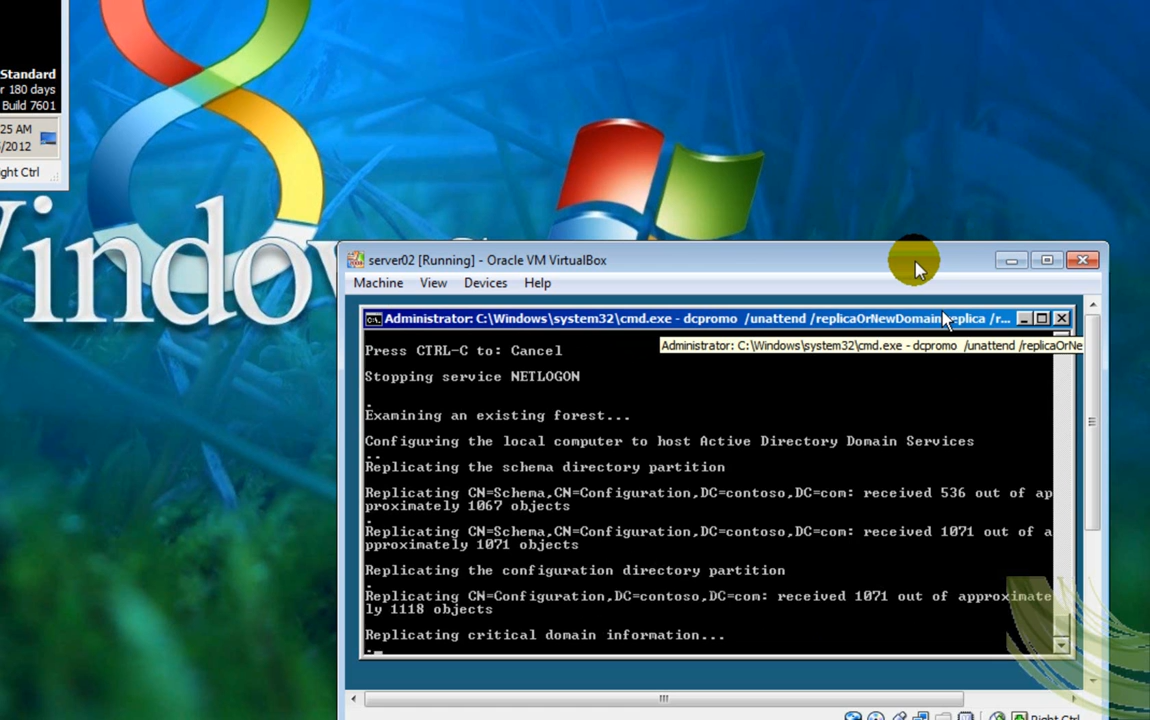 Standard
r 180 days
Build 7601
25 AM
/2012
ght Ctrl
Windows
server02 [Running] - Oracle VM VirtualBox
Machine View Devices Help
Administrator: C:\Windows\system32\cmd.exe - dcpromo /unattend /replicaOrNewDomain:replica /r...
Administrator: C:\Windows\system32\cmd.exe - dcpromo /unattend /replicaOrNe
Press CTRL-C to: Cancel
Stopping service NETLOGON
.
Examining an existing forest...
Configuring the local computer to host Active Directory Domain Services
..
Replicating the schema directory partition
Replicating CN=Schema,CN=Configuration,DC=contoso,DC=com: received 536 out of ap
proximately 1067 objects
.
Replicating CN=Schema,CN=Configuration,DC=contoso,DC=com: received 1071 out of a
pproximately 1071 objects
Replicating the configuration directory partition
.
Replicating CN=Configuration,DC=contoso,DC=com: received 1071 out of approximate
ly 1118 objects
Replicating critical domain information...
.
Right Ctrl